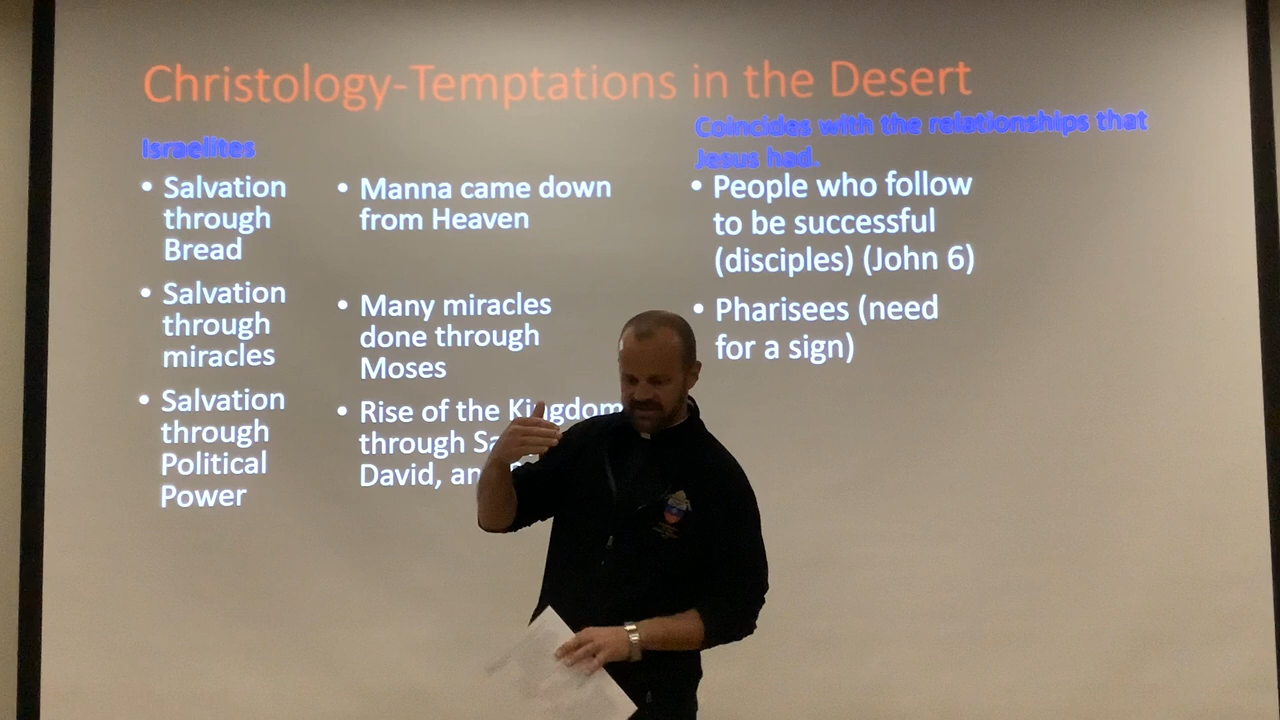 Christology-Temptations in the Desert
Israelites
• Salvation
through
Bread
• Salvation
through
miracles
• Salvation
through
Political
Power
• Manna came down
from Heaven
• Many miracles
done through
Moses
• Rise of the Kingdom
through
David,
Coincides with the relationships that
Jesus had.
• People who follow
to be successful
(disciples) (John 6)
• Pharisees (need
for a sign)